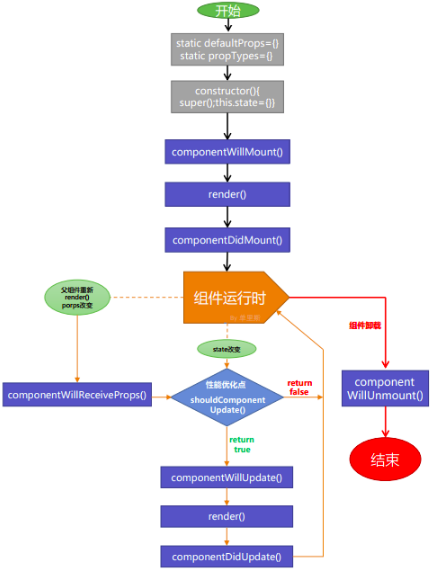 开始
static defaultProps={}
static propTypes={}
constructor(){
super();this.state={}}
componentWillMount()
render()
componentDidMount()
组件运行时
父组件重新
render()
porps改变
state改变
组件卸载
componentWillReceiveProps()
性能优化点
shouldComponent
Update()
return
false
component
WillUnmount()
return
true
结束
componentWillUpdate()
render()
componentDidUpdate()